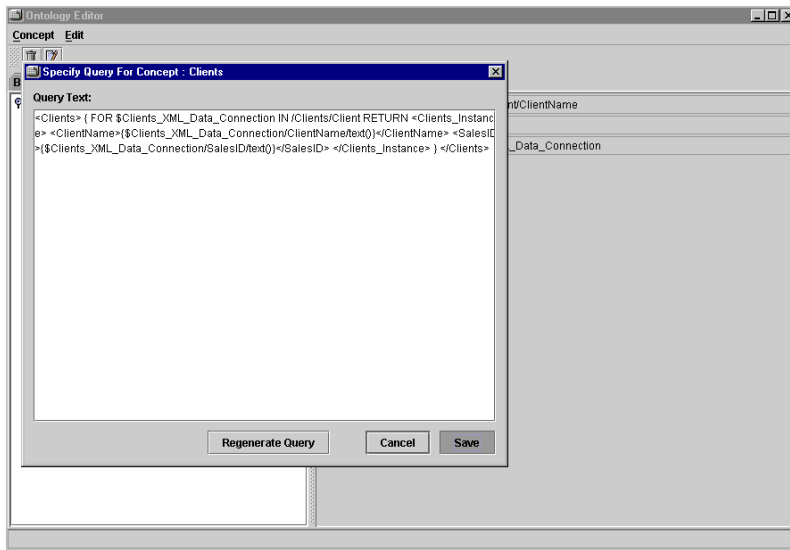 Ontology Editor
Concept Edit
Specify Query For Concept : Clients
B
Query Text:
<Clients> { FOR $Clients_XML_Data_Connection IN /Clients/Client RETURN <Clients_Instanc
e> <ClientName>{$Clients_XML_Data_Connection/ClientName/text()}</ClientName> <SalesID
>{$Clients_XML_Data_Connection/SalesID/text()}</SalesID> </Clients_Instance> } </Clients>
nt/ClientName
_Data_Connection
Regenerate Query Cancel Save